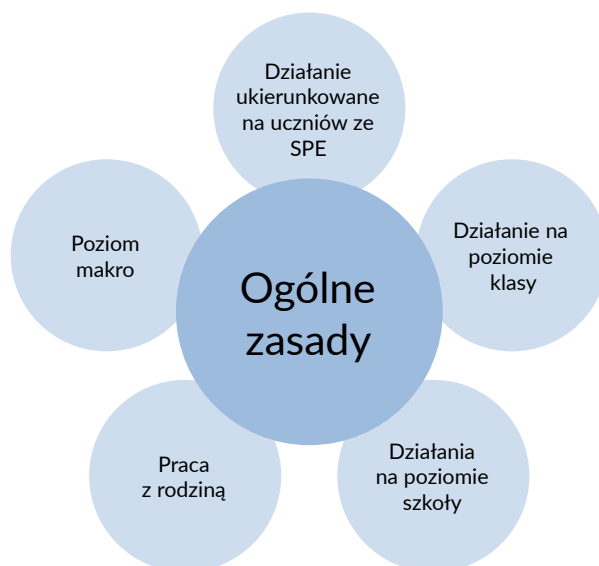 Działanie
ukierunkowane
na uczniów ze
SPE
Działanie na
poziomie
klasy
Działania
na poziomie
szkoły
Praca
z rodziną
Poziom
makro
Ogólne
zasady